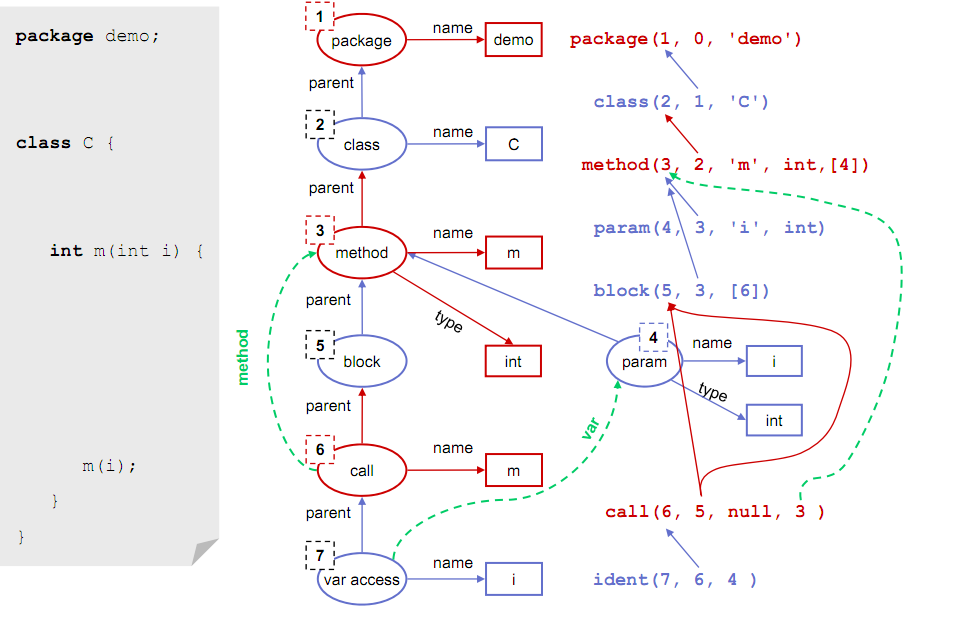 package demo;
class C {
int m(int i) {
m(i);
}
}
1
package
name
demo
parent
2
class
name
C
parent
3
method
name
m
type
int
parent
5
block
4
param
name
i
type
int
method
var
parent
6
call
name
m
parent
7
var access
name
i
package(1, 0, 'demo')
class(2, 1, 'C')
method(3, 2, 'm', int,[4])
param(4, 3, 'i', int)
block(5, 3, [6])
call(6, 5, null, 3 )
ident(7, 6, 4 )